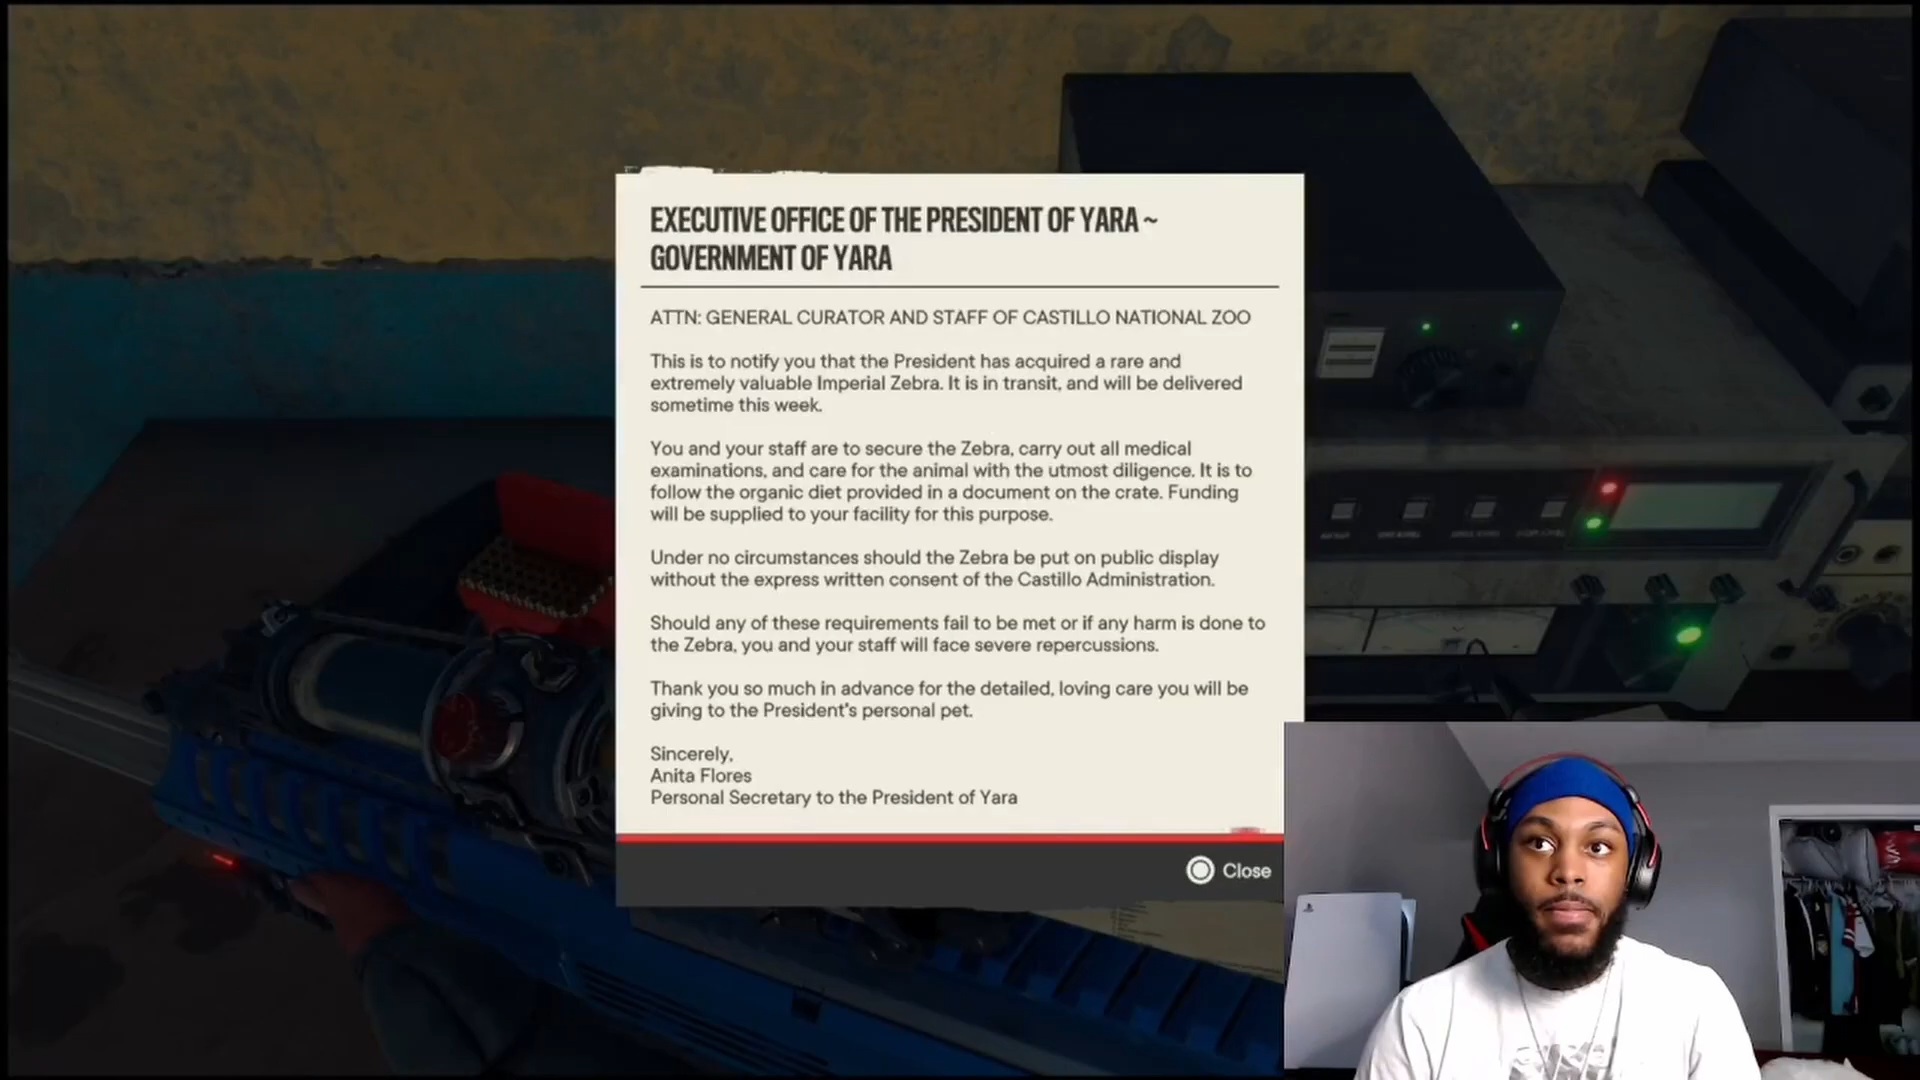 EXECUTIVE OFFICE OF THE PRESIDENT OF YARA ~
GOVERNMENT OF YARA
ATTN: GENERAL CURATOR AND STAFF OF CASTILLO NATIONAL ZOO
This is to notify you that the President has acquired a rare and
extremely valuable Imperial Zebra. It is in transit, and will be delivered
sometime this week.
You and your staff are to secure the Zebra, carry out all medical
examinations, and care for the animal with the utmost diligence. It is to
follow the organic diet provided in a document on the crate. Funding
will be supplied to your facility for this purpose.
Under no circumstances should the Zebra be put on public display
without the express written consent of the Castillo Administration.
Should any of these requirements fail to be met or if any harm is done to
the Zebra, you and your staff will face severe repercussions.
Thank you so much in advance for the detailed, loving care you will be
giving to the President's personal pet.
Sincerely,
Anita Flores
Personal Secretary to the President of Yara
Close